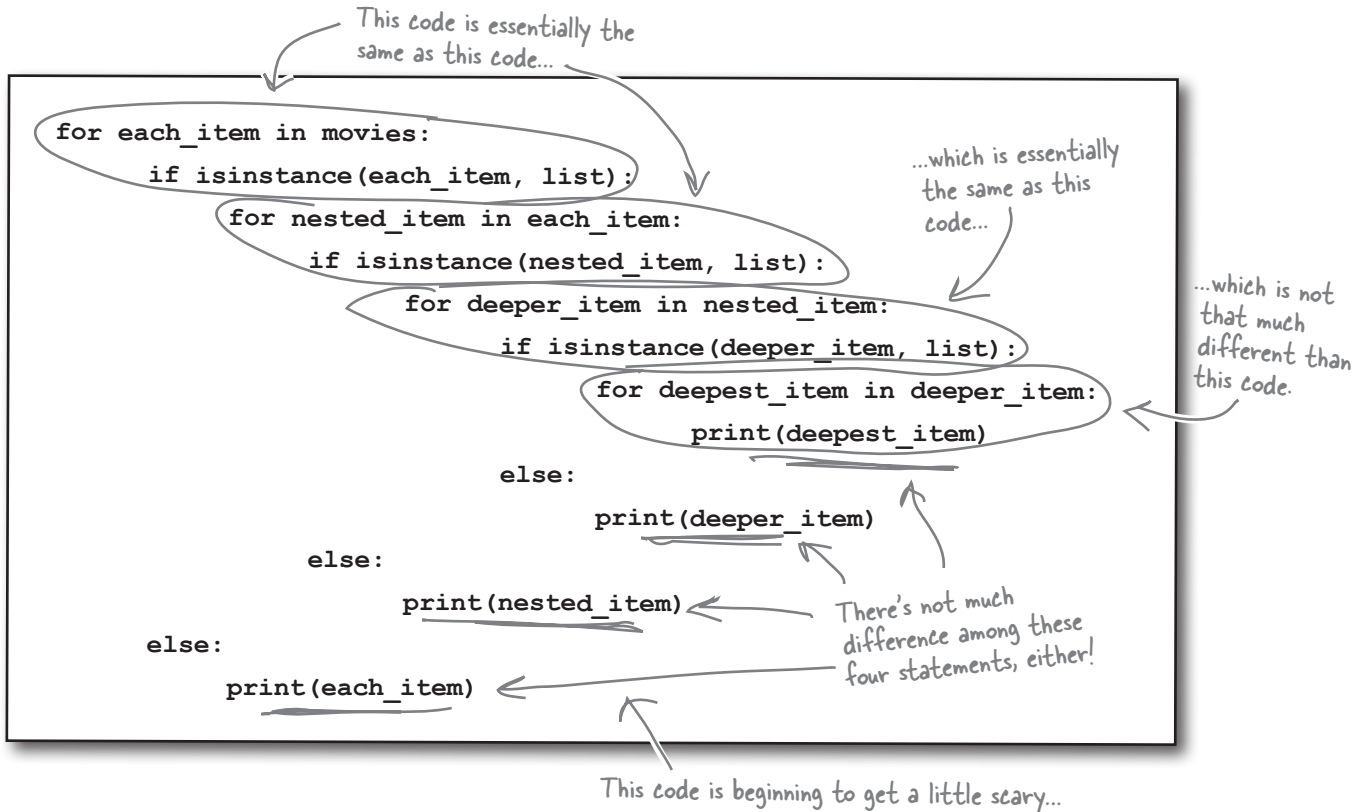 This code is essentially the
same as this code...
for each_item in movies:
if isinstance(each_item, list):
for nested_item in each_item:
if isinstance(nested_item, list):
for deeper_item in nested_item:
if isinstance(deeper_item, list):
for deepest_item in deeper_item:
print(deepest_item)
else:
print(deeper_item)
else:
print(nested_item)
else:
print(each_item)
...which is essentially
the same as this
code...
...which is not
that much
different than
this code.
There's not much
difference among these
four statements, either!
This code is beginning to get a little scary...